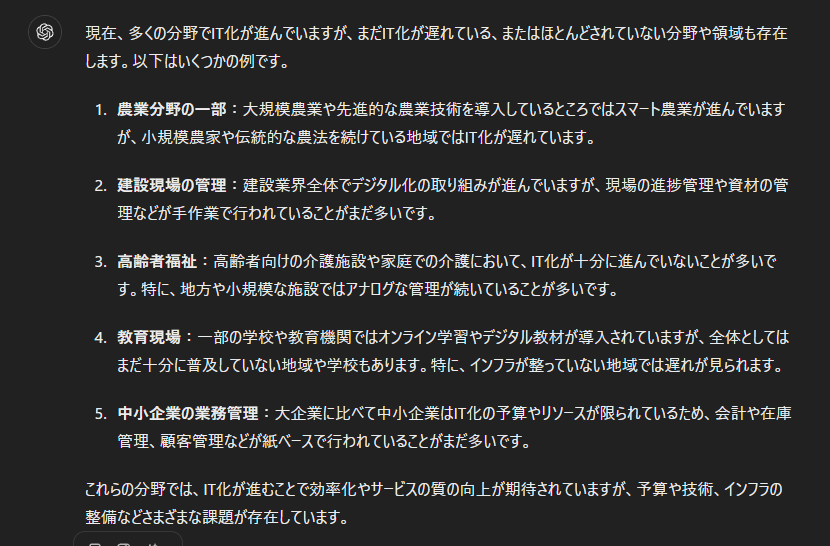 現在、多くの分野でIT化が進んでいますが、まだIT化が遅れている、またはほとんどされていない分野や領域も存在
します。以下はいくつかの例です。
1. 農業分野の一部：大規模農業や先進的な農業技術を導入しているところではスマート農業が進んでいます
が、小規模農家や伝統的な農法を続けている地域ではIT化が遅れています。
2. 建設現場の管理：建設業界全体でデジタル化の取り組みが進んでいますが、現場の進捗管理や資材の管
理などが手作業で行われていることがまだ多いです。
3. 高齢者福祉：高齢者向けの介護施設や家庭での介護において、IT化が十分に進んでいないことが多いで
す。特に、地方や小規模な施設ではアナログな管理が続いていることが多いです。
4. 教育現場：一部の学校や教育機関ではオンライン学習やデジタル教材が導入されていますが、全体としては
まだ十分に普及していない地域や学校もあります。特に、インフラが整っていない地域では遅れが見られます。
5. 中小企業の業務管理：大企業に比べて中小企業はIT化の予算やリソースが限られているため、会計や在庫
管理、顧客管理などが紙ベースで行われていることがまだ多いです。
これらの分野では、IT化が進むことで効率化やサービスの質の向上が期待されていますが、予算や技術、インフラの
整備などさまざまな課題が存在しています。